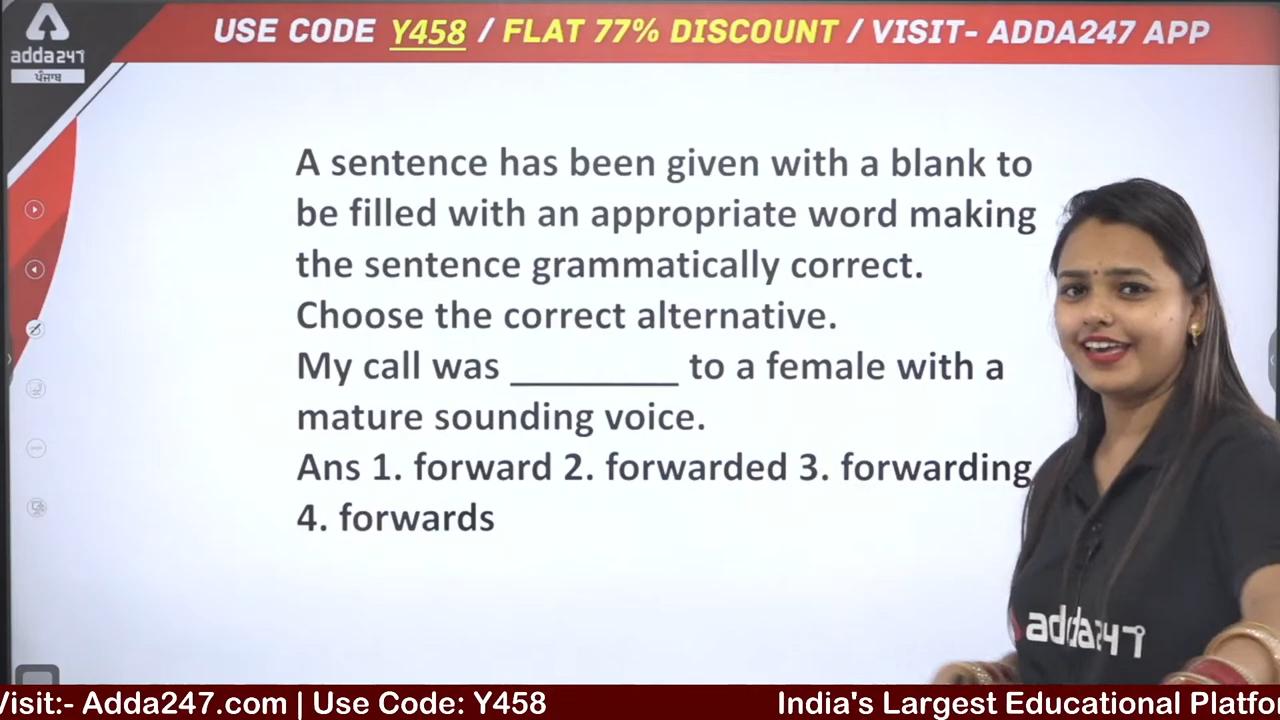 USE CODE Y458 / FLAT 77% DISCOUNT / VISIT- ADDA247 APP
adda247
ਪੰਜਾਬ
A sentence has been given with a blank to
be filled with an appropriate word making
the sentence grammatically correct.
Choose the correct alternative.
My call was ________ to a female with a
mature sounding voice.
Ans 1. forward 2. forwarded 3. forwarding
4. forwards
adda247
Visit:- Adda247.com | Use Code: Y458
India's Largest Educational Platfor